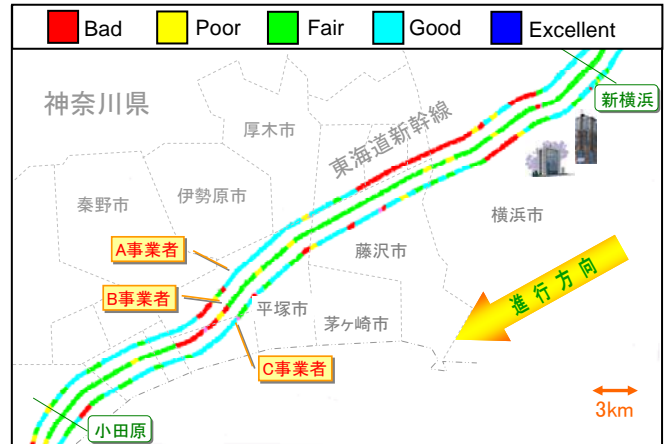 Bad Poor Fair Good Excellent
神奈川県
新横浜
厚木市
東海道新幹線
伊勢原市
秦野市
横浜市
A事業者
藤沢市
進行方向
B事業者
平塚市
茅ヶ崎市
C事業者
3km
小田原